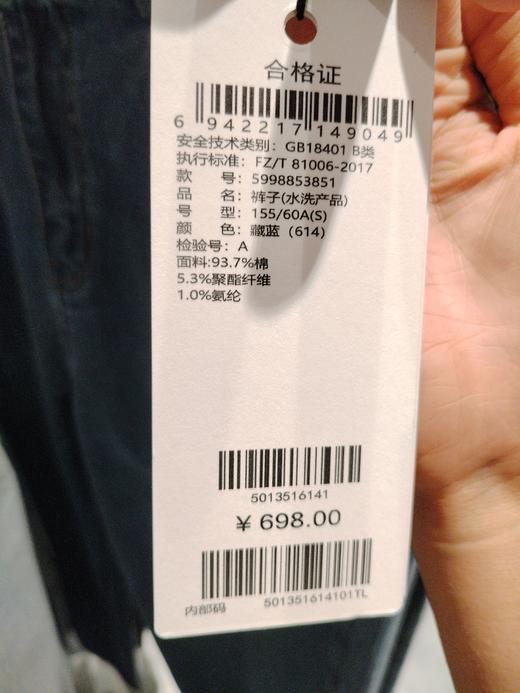 合格证
6 942217 149049
安全技术类别：GB18401 B类
执行标准：FZ/T 81006-2017
款 号：5998853851
品 名：裤子(水洗产品)
号 型：155/60A(S)
颜 色：藏蓝（614）
检验号：A
面料:93.7%棉
5.3%聚酯纤维
1.0%氨纶
5013516141
¥ 698.00
内部码 501351614101TL